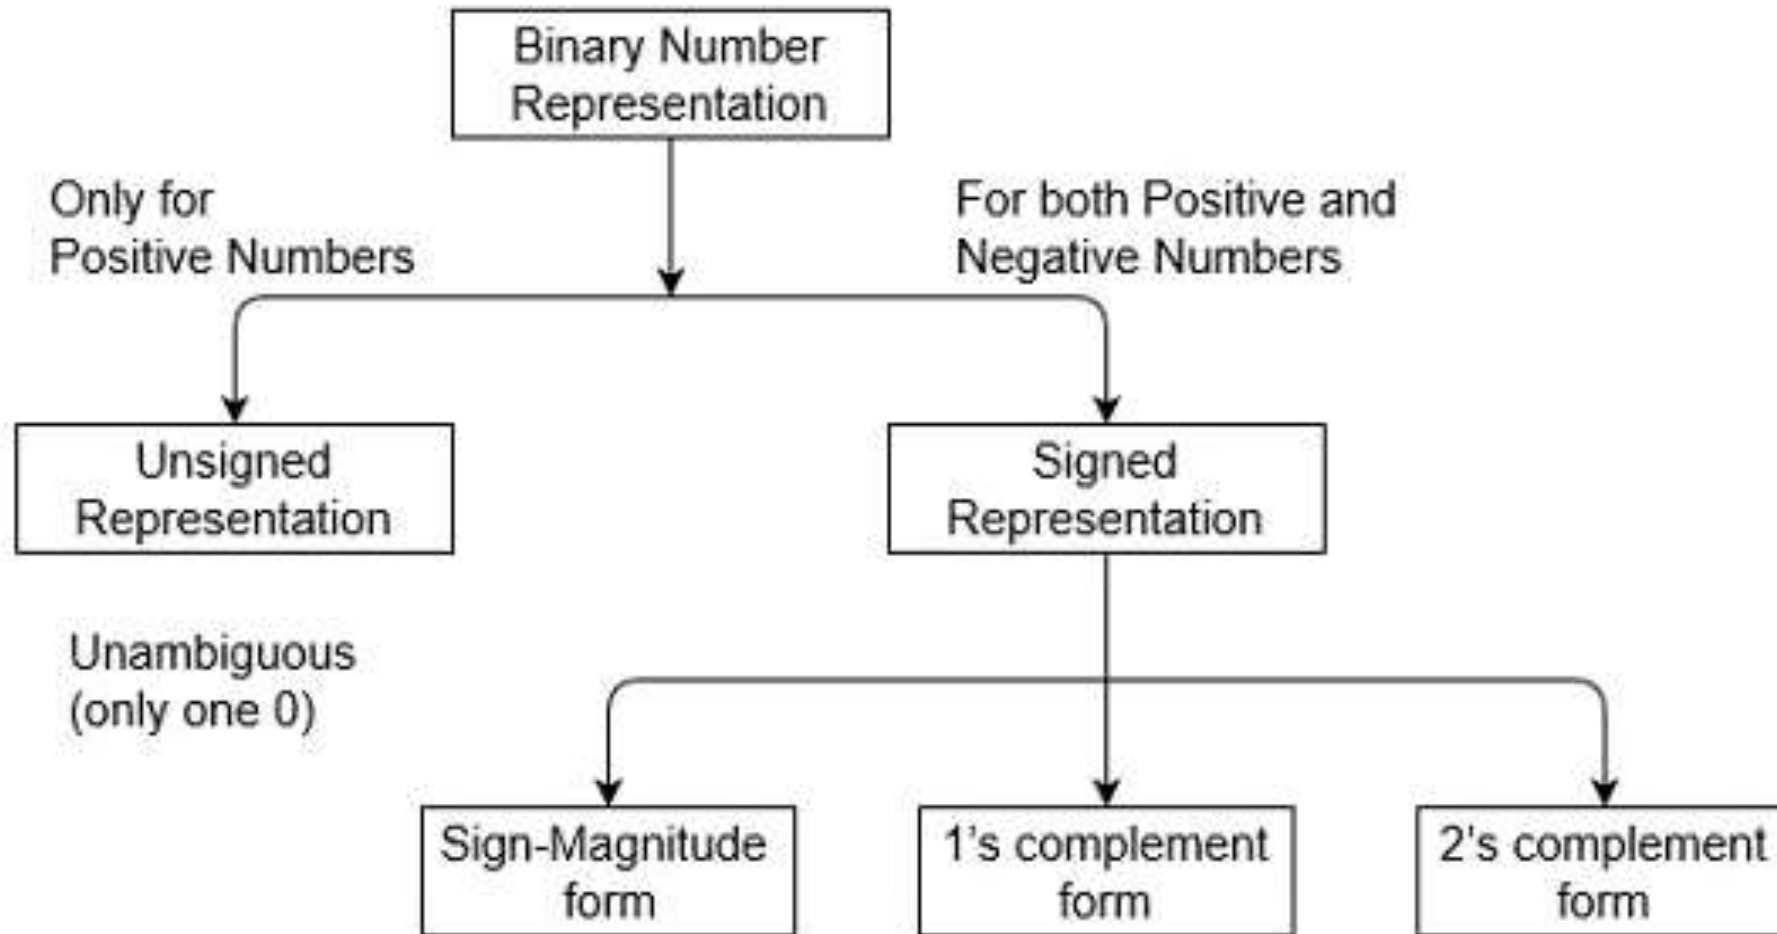 Binary Number
Representation
Only for
Positive Numbers
For both Positive and
Negative Numbers
Unsigned
Representation
Signed
Representation
Unambiguous
(only one 0)
Sign-Magnitude
form
1's complement
form
2's complement
form